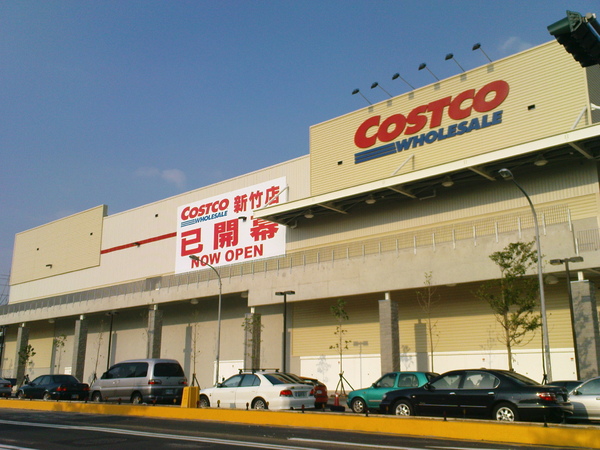 COSTCO
WHOLESALE
COSTCO
WHOLESALE
新竹店
已開幕
NOW OPEN